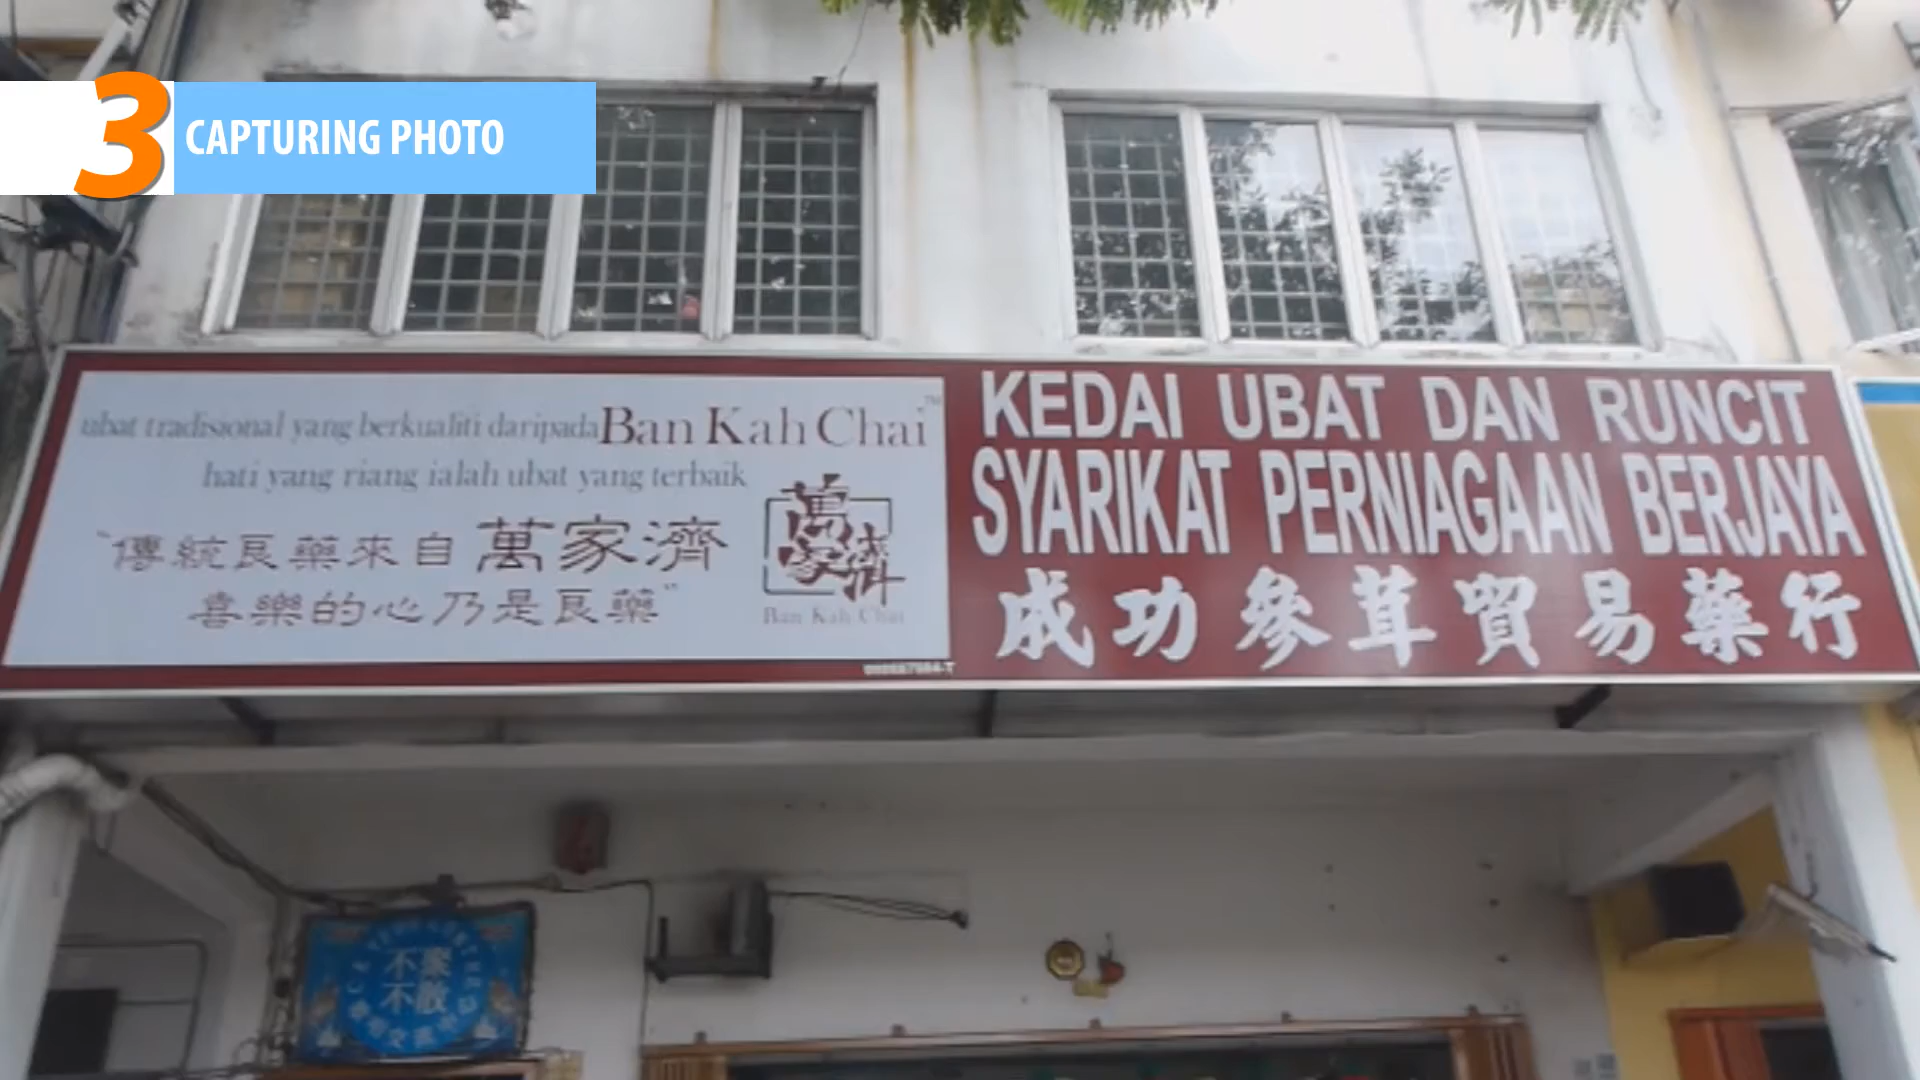 3 CAPTURING PHOTO
ubat tradisional yang berkualiti daripada Ban Kah Chai™
hati yang riang ialah ubat yang terbaik
"傳統良藥來自 萬家濟
喜樂的心乃是良藥"
萬家濟
Ban Kah Chai
KEDAI UBAT DAN RUNCIT
SYARIKAT PERNIAGAAN BERJAYA
成功參茸貿易藥行
不聚
不散